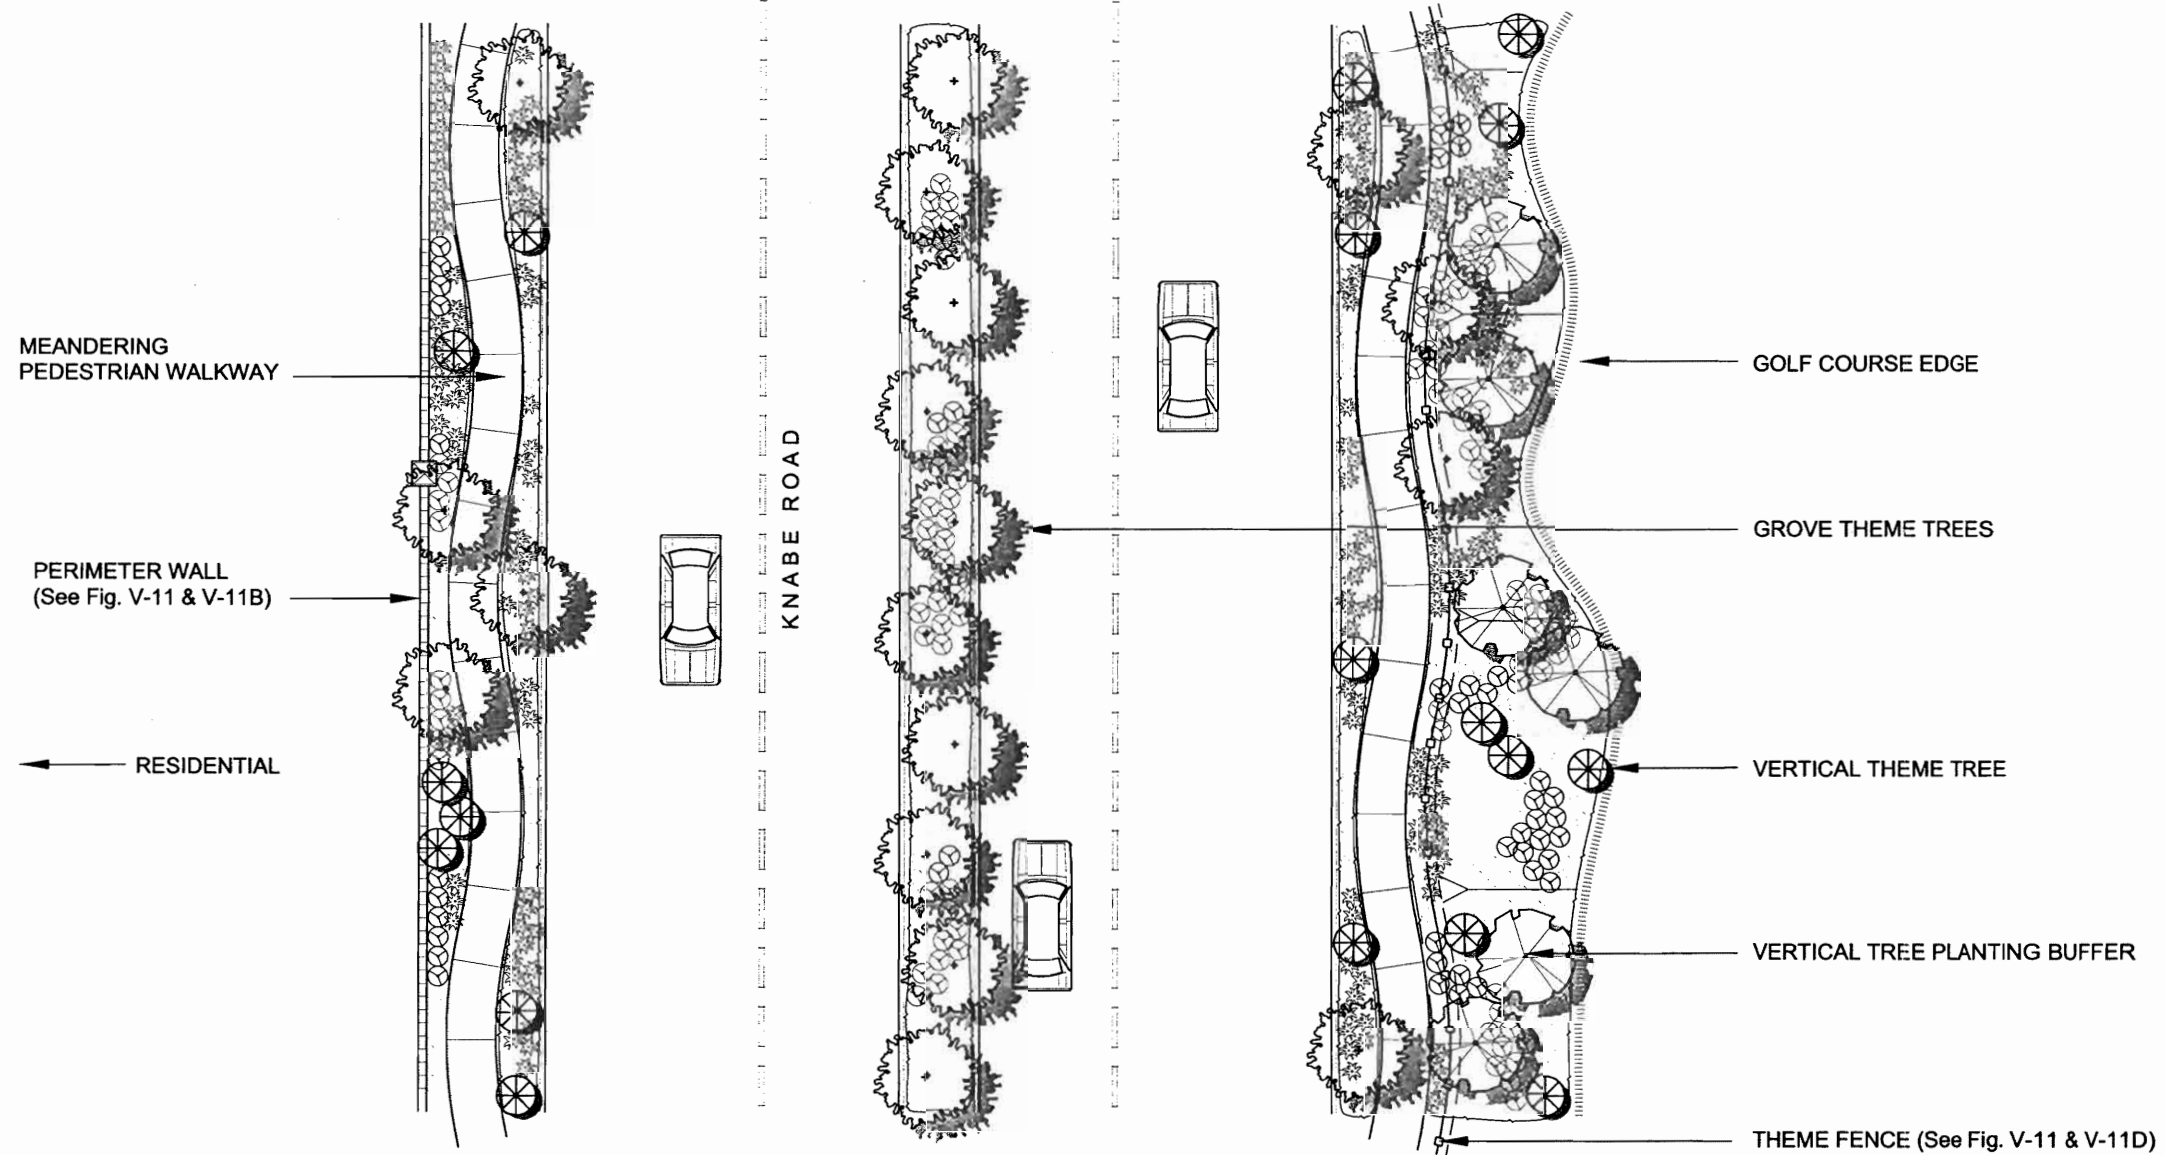 MEANDERING
PEDESTRIAN WALKWAY
PERIMETER WALL
(See Fig. V-11 & V-11B)
RESIDENTIAL
KNABE ROAD
GOLF COURSE EDGE
GROVE THEME TREES
VERTICAL THEME TREE
VERTICAL TREE PLANTING BUFFER
THEME FENCE (See Fig. V-11 & V-11D)